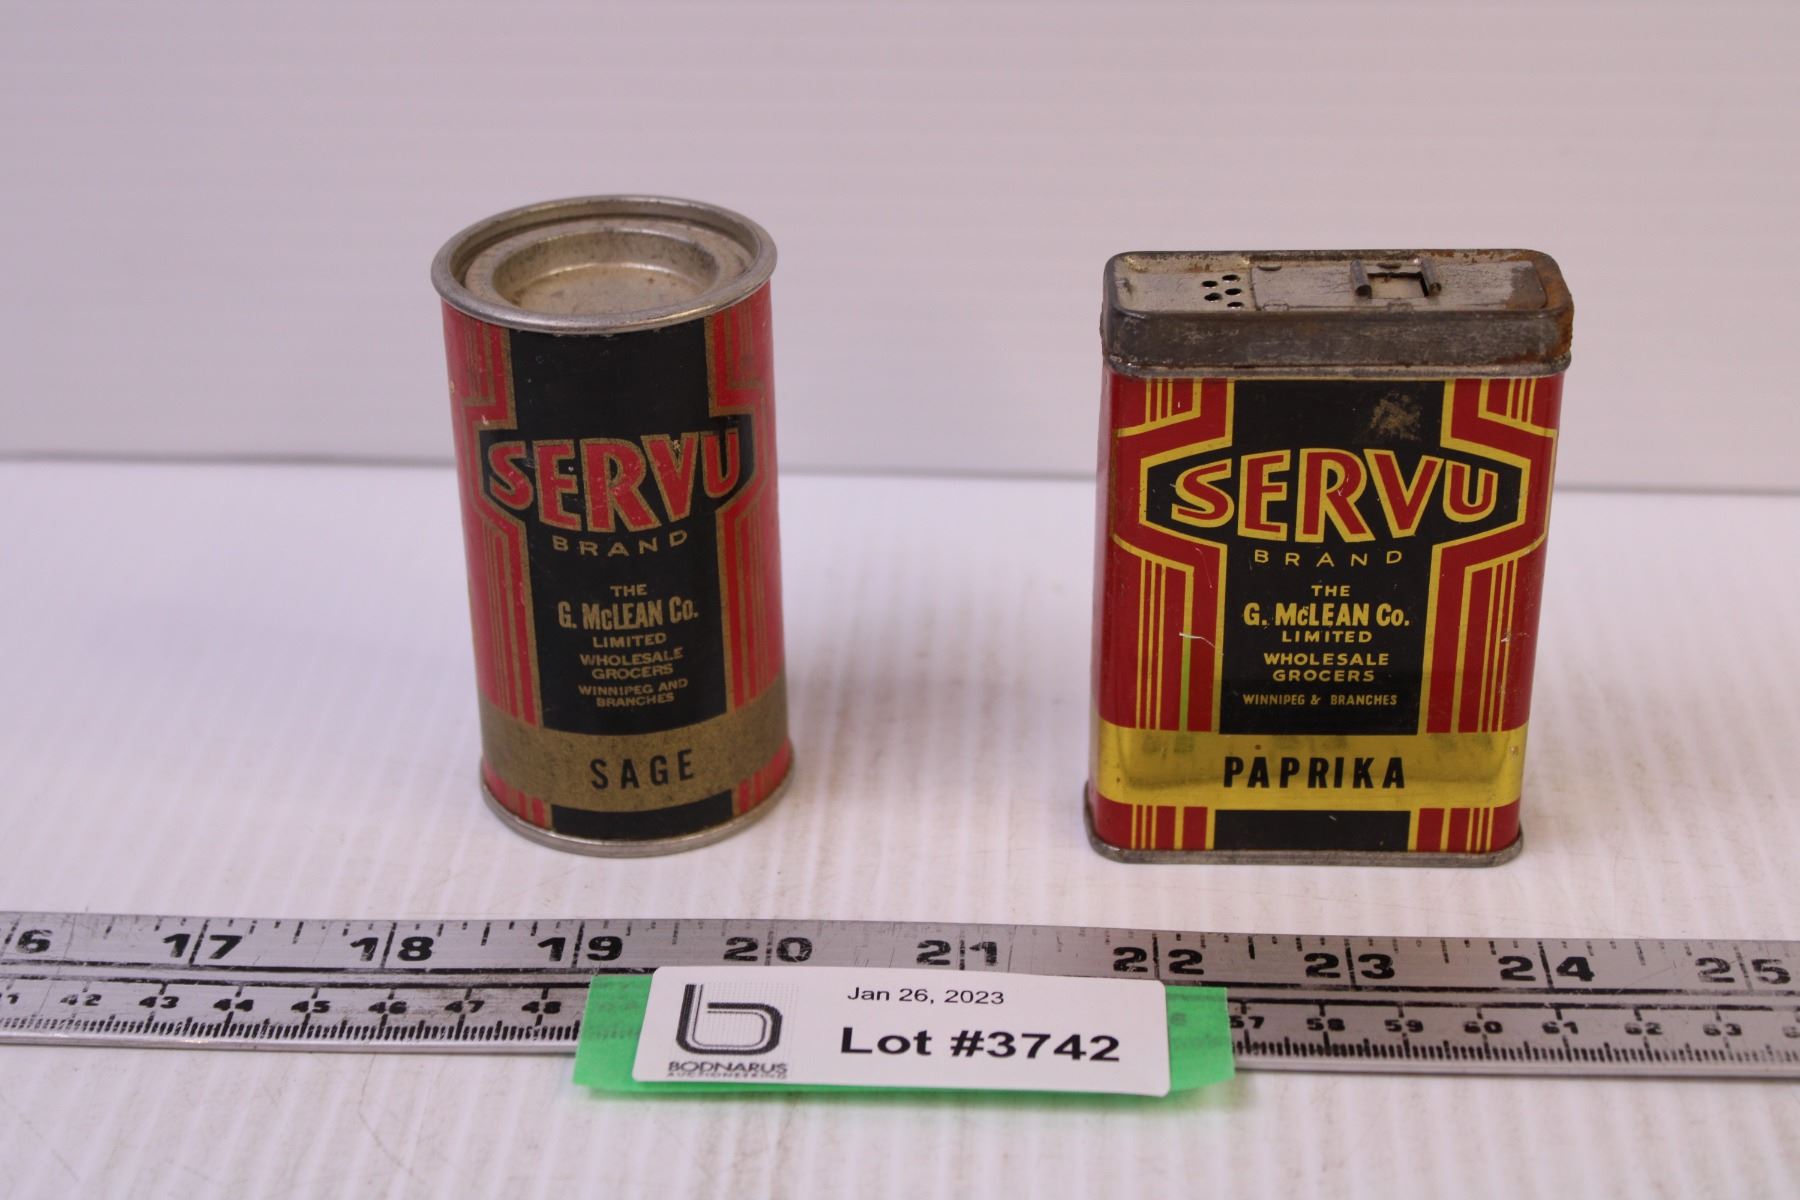 SERVU
BRAND
THE
G. McLEAN Co.
LIMITED
WHOLESALE
GROCERS
WINNIPEG AND
BRANCHES
SAGE
SERVU
BRAND
THE
G. McLEAN Co.
LIMITED
WHOLESALE
GROCERS
WINNIPEG & BRANCHES
PAPRIKA
17 18 19 20 21 22 23 24 25
42 43 44 45 46 47 48 57 58 59 60 61 62 63
Jan 26, 2023
Lot #3742
b
BODNARUS
AUCTIONEERING